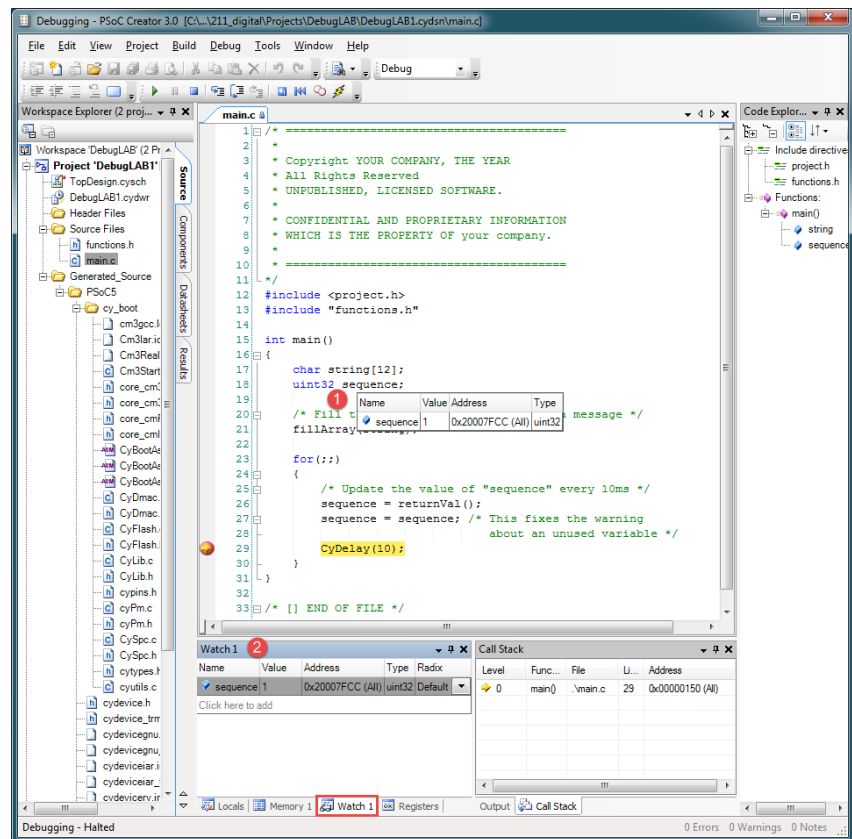 Debugging - PSoC Creator 3.0 [C:\...\211_digital\Projects\DebugLAB\DebugLAB1.cydsn\main.c]
File Edit View Project Build Debug Tools Window Help
Debug
Workspace Explorer (2 proj...
Workspace 'DebugLAB' (2 Pr
Project 'DebugLAB1'
TopDesign.cysch
DebugLAB1.cydwr
Header Files
Source Files
functions.h
main.c
Generated_Source
PSoC5
cy_boot
cm3gcc.l
Cm3Iar.ic
Cm3Real
Cm3Start
core_cm:
core_cm:
core_cmf
core_cml
CyBootAs
CyBootAs
CyBootAs
CyDmac.
CyDmac.
CyFlash.
CyFlash.
CyLib.c
CyLib.h
cypins.h
cyPm.c
cyPm.h
CySpc.c
CySpc.h
cytypes.h
cyutils.c
cydevice.h
cydevice_trm
cydevicegnu.
cydevicegnu_
cydeviceiar.i
cydeviceiar_
cydevicerv.ir
Source
Components
Datasheets
Results
main.c
1 /* ========================================
2 *
3 * Copyright YOUR COMPANY, THE YEAR
4 * All Rights Reserved
5 * UNPUBLISHED, LICENSED SOFTWARE.
6 *
7 * CONFIDENTIAL AND PROPRIETARY INFORMATION
8 * WHICH IS THE PROPERTY OF your company.
9 *
10 * ========================================
11 */
12 #include <project.h>
13 #include "functions.h"
14
15 int main()
16 {
17 char string[12];
18 uint32 sequence;
19
20 /* Fill t message */
21 fillArray
22
23 for(;;)
24 {
25 /* Update the value of "sequence" every 10ms */
26 sequence = returnVal();
27 sequence = sequence; /* This fixes the warning
28 about an unused variable */
29 CyDelay(10);
30 }
31 }
32
33 /* [] END OF FILE */
1
Name Value Address Type
sequence 1 0x20007FCC (All) uint32
Code Explor...
Include directive
project.h
functions.h
Functions:
main()
string
sequence
Watch 1 2
Name Value Address Type Radix
sequence 1 0x20007FCC (All) uint32 Default
Click here to add
Locals Memory 1 Watch 1 Registers
Call Stack
Level Func... File Li... Address
0 main() .\main.c 29 0x00000150 (All)
Output Call Stack
Debugging - Halted
0 Errors 0 Warnings 0 Notes